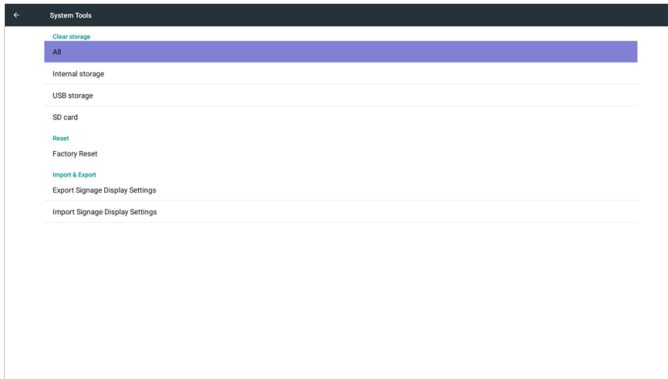 System Tools
Clear storage
All
Internal storage
USB storage
SD card
Reset
Factory Reset
Import & Export
Export Signage Display Settings
Import Signage Display Settings